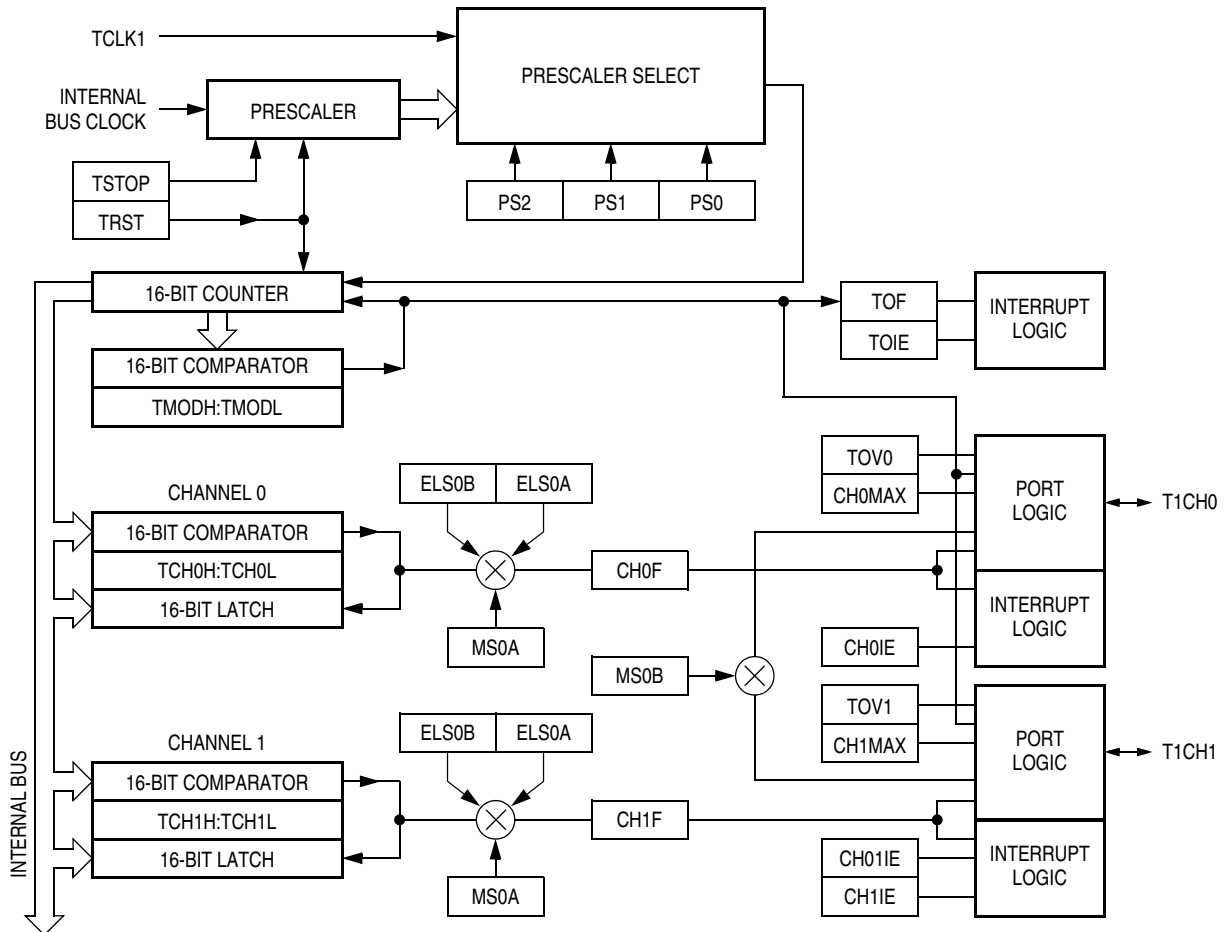 TCLK1
PRESCALER SELECT
INTERNAL
BUS CLOCK
PRESCALER
TSTOP
TRST
PS2 PS1 PS0
16-BIT COUNTER
16-BIT COMPARATOR
TMODH:TMODL
TOF
TOIE
INTERRUPT
LOGIC
CHANNEL 0
16-BIT COMPARATOR
TCH0H:TCH0L
16-BIT LATCH
ELS0B ELS0A
MS0A
CH0F
TOV0
CH0MAX
PORT
LOGIC
T1CH0
INTERRUPT
LOGIC
CH0IE
MS0B
CHANNEL 1
16-BIT COMPARATOR
TCH1H:TCH1L
16-BIT LATCH
ELS0B ELS0A
MS0A
CH1F
TOV1
CH1MAX
PORT
LOGIC
T1CH1
CH01IE
CH1IE
INTERRUPT
LOGIC
INTERNAL BUS